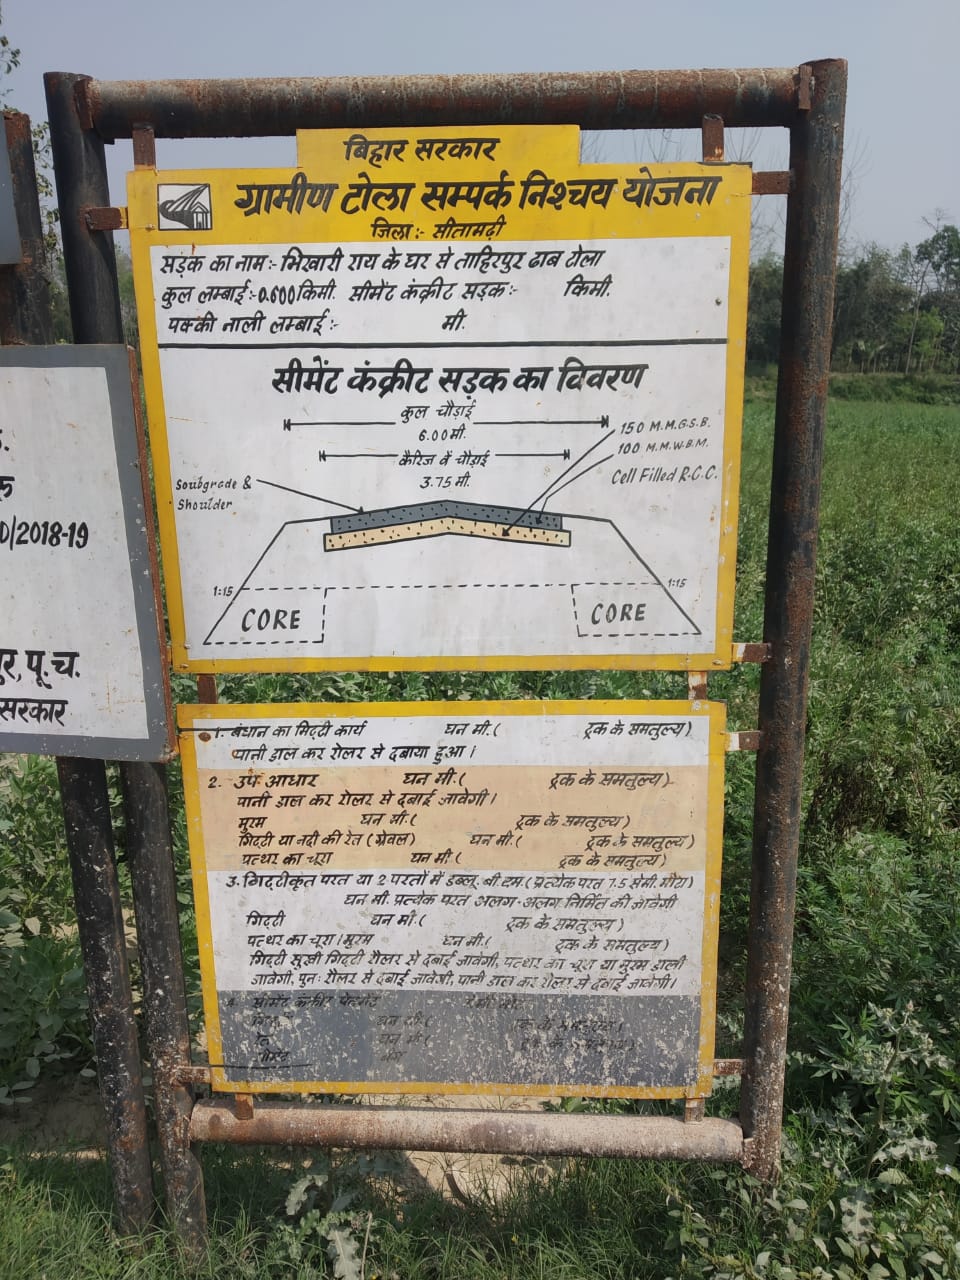 बिहार सरकार
ग्रामीण टोला सम्पर्क निश्चय योजना
जिला:- सीतामढ़ी
सड़क का नाम:- भिखारी राय के घर से ताहिरपुर ढाब टोला
कुल लम्बाई:- 0.600 किमी. सीमेंट कंक्रीट सड़क:- किमी.
पक्की नाली लम्बाई:- मी.
सीमेंट कंक्रीट सड़क का विवरण
कुल चौड़ाई
6.00 मी.
कैरिज वे चौड़ाई
3.75 मी.
150 M.M.G.S.B.
100 M.M.W.B.M.
Cell Filled R.C.C.
Soubgrade &
Shoulder
1:15
1:15
CORE
CORE
1. बंधान का मिट्टी कार्य घन मी.( ट्रक के समतुल्य)
पानी डाल कर रोलर से दबाया हुआ।
2. उप आधार घन मी.( ट्रक के समतुल्य)
पानी डाल कर रोलर से दबाई जावेगी।
मुरम घन मी.( ट्रक के समतुल्य)
गिट्टी या नदी की रेत (ग्रेवल) घन मी.( ट्रक के समतुल्य)
पत्थर का चूरा घन मी.( ट्रक के समतुल्य)
3. गिट्टीकृत परत या 2 परतों में डब्लू. बी. एम. (प्रत्येक परत 7.5 सेमी. मोटा)
घन मी. प्रत्येक परत अलग-अलग निर्मित की जावेगी
गिट्टी घन मी.( ट्रक के समतुल्य)
पत्थर का चूरा/मुरम घन मी.( ट्रक के समतुल्य)
गिट्टी सूखी गिट्टी रोलर से दबाई जावेगी, पत्थर का चूरा या मुरम डाली
जावेगी, पुनः रोलर से दबाई जावेगी, पानी डाल कर रोलर से दबाई जावेगी।
4. सीमेंट कंक्रीट
घन मी.(
घन मी.(
0/2018-19
पू.च.
सरकार